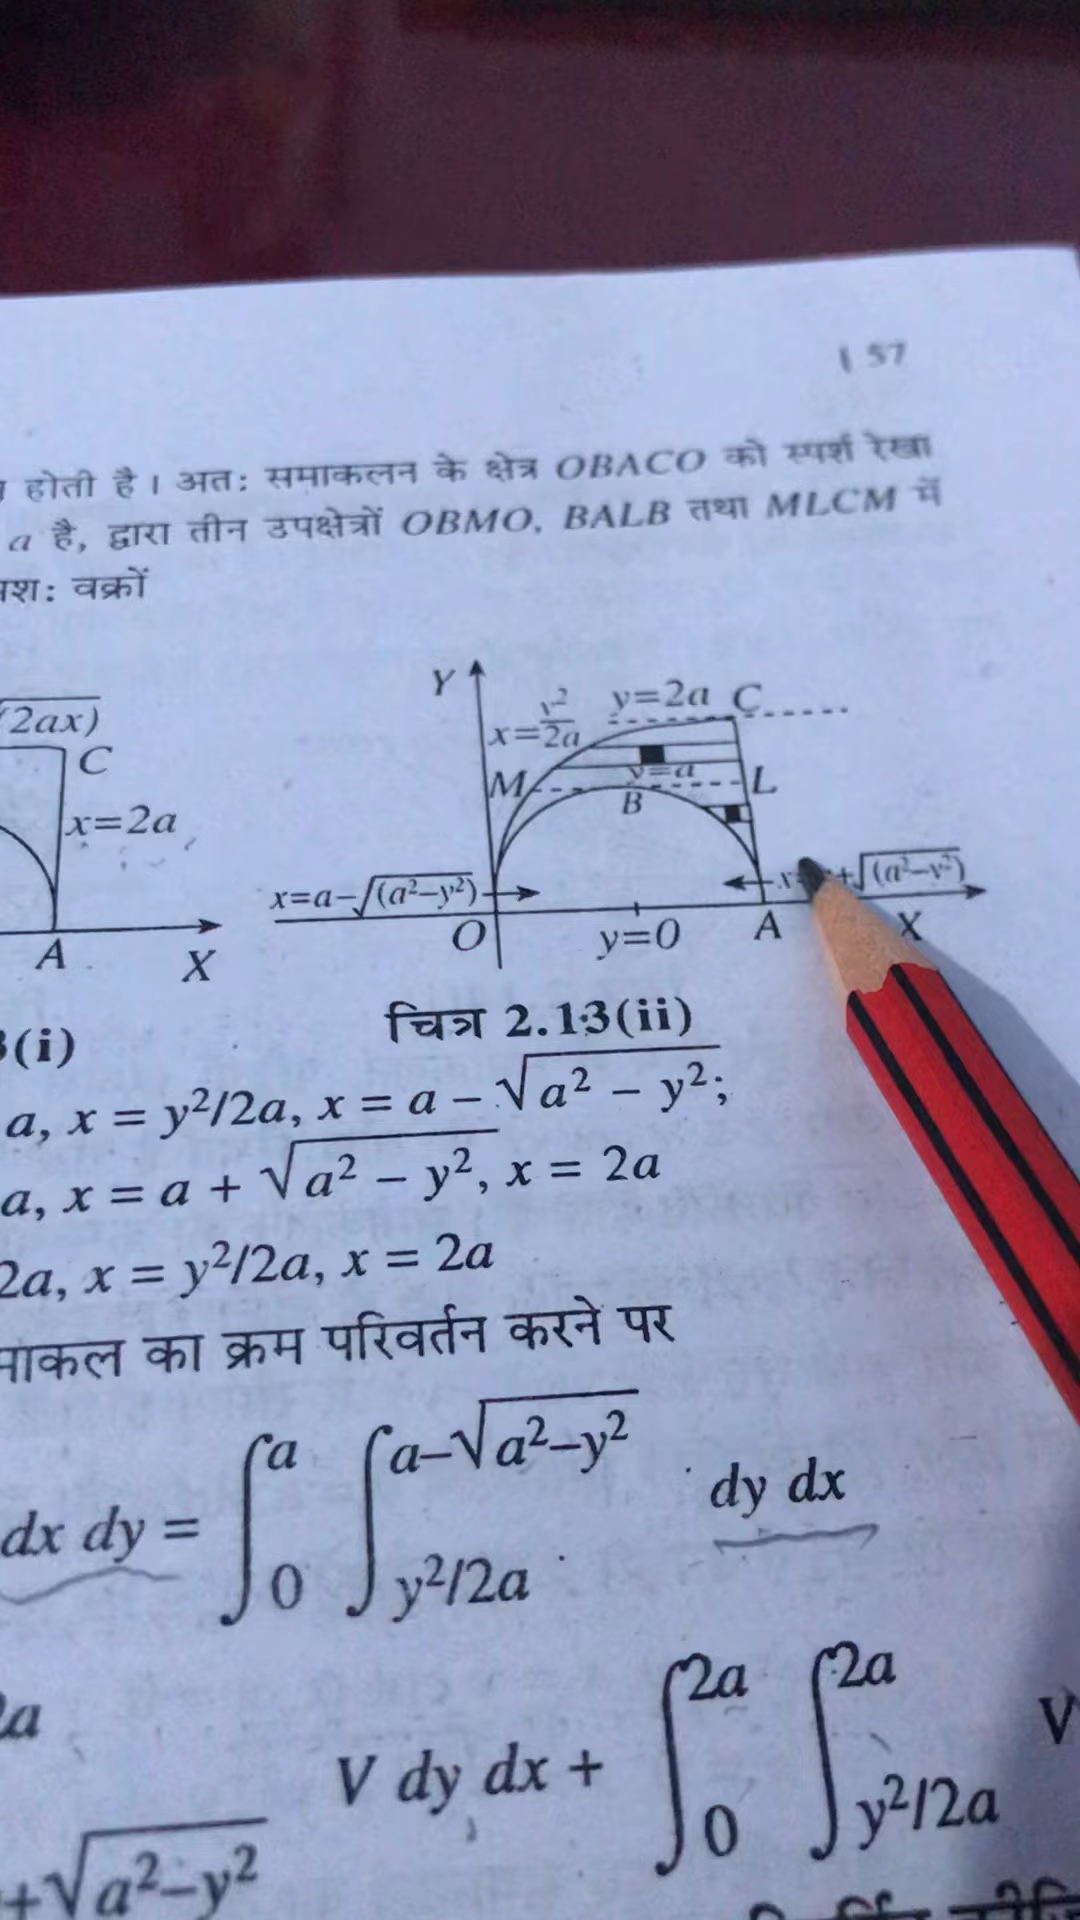 57
होती है। अतः समाकलन के क्षेत्र OBACO को स्पर्श रेखा
a है, द्वारा तीन उपक्षेत्रों OBMO, BALB तथा MLCM में
वक्रों
(2ax)
C
x=2a
A
X
Y
x=y²/2a
y=2a C
M
y=a
B
L
x=a−√(a²−y²)
+√(a²−y²)
O
y=0
A
X
(i)
चित्र 2.13(ii)
a, x = y²/2a, x = a − √a² − y²;
a, x = a + √a² − y², x = 2a
2a, x = y²/2a, x = 2a
का क्रम परिवर्तन करने पर
dx dy = ∫₀ᵃ ∫_{y²/2a}^{a−√a²−y²} dy dx
a
V dy dx + ∫₀²ᵃ ∫_{y²/2a}^{2a} V
+√a²−y²